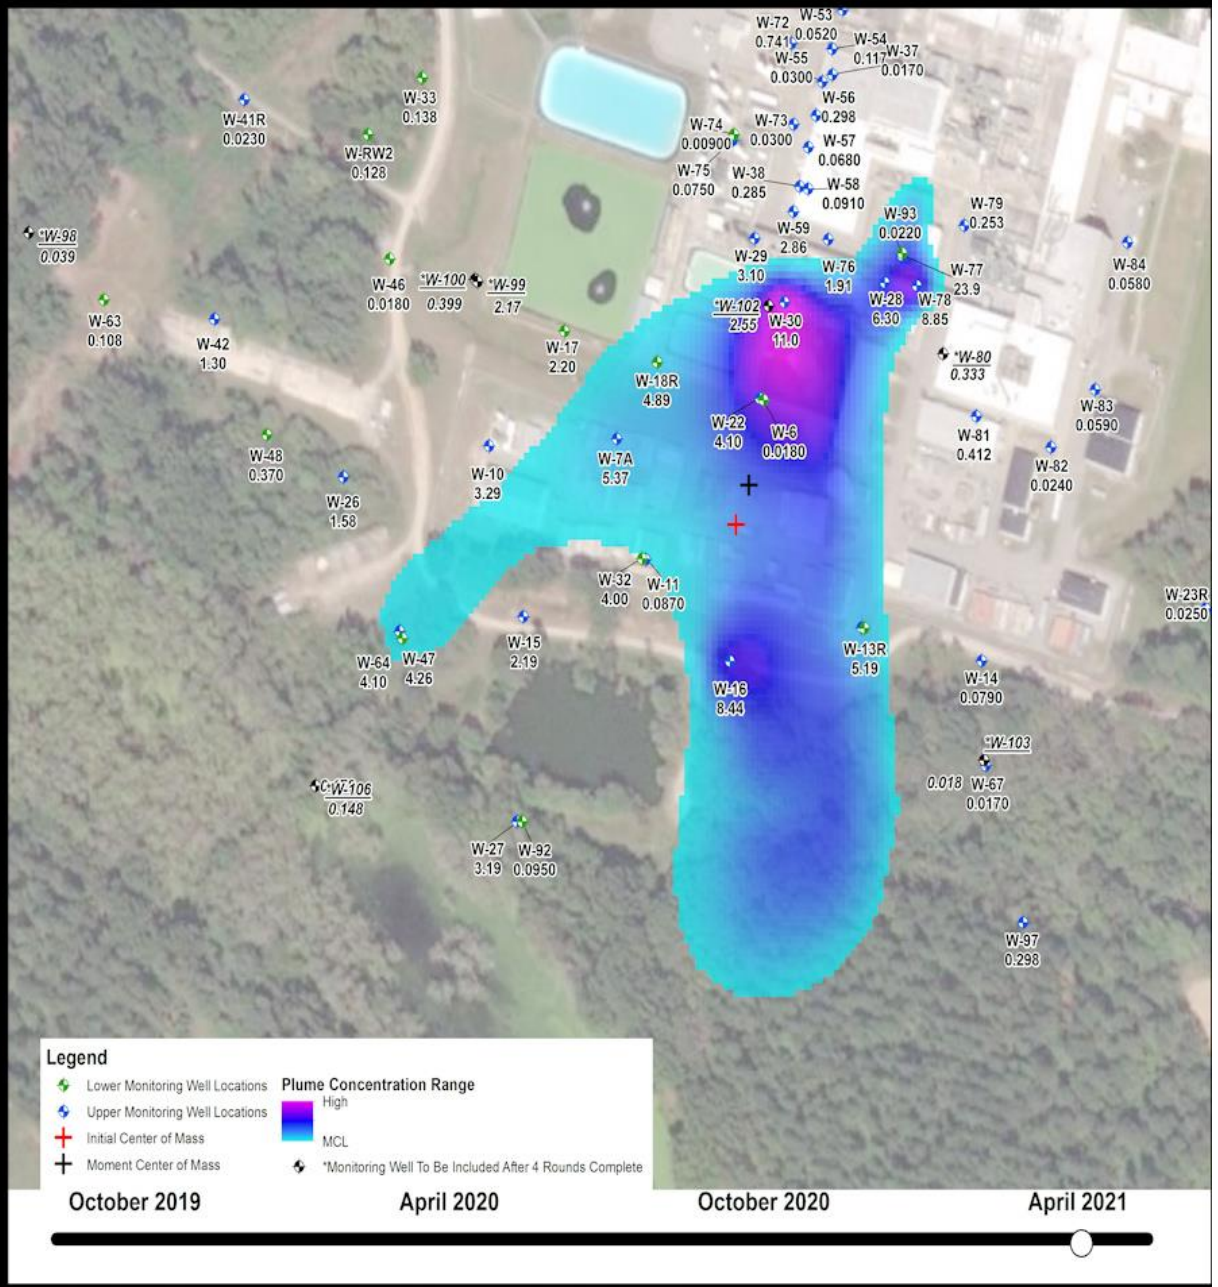 W-53
0.0520
W-72
0.741
W-54
0.117
W-37
0.0170
W-55
0.0300
W-33
0.138
W-41R
0.0230
W-56
0.298
W-74
0.00900
W-73
0.0300
W-RW2
0.128
W-57
0.0680
W-75
0.0750
W-38
0.285
W-58
0.0910
W-93
0.0220
W-79
0.253
*W-98
0.039
W-59
2.86
W-29
3.10
W-76
1.91
W-77
23.9
W-84
0.0580
W-46
0.0180
*W-100
0.399
*W-99
2.17
W-28
6.30
W-78
8.85
*W-102
2.55
W-30
11.0
W-63
0.108
W-42
1.30
W-17
2.20
*W-80
0.333
W-18R
4.89
W-83
0.0590
W-22
4.10
W-6
0.0180
W-81
0.412
W-82
0.0240
W-48
0.370
W-10
3.29
W-7A
5.37
W-26
1.58
W-32
4.00
W-11
0.0870
W-23R
0.0250
W-15
2.19
W-13R
5.19
W-64
4.10
W-47
4.26
W-14
0.0790
W-16
8.44
*W-103
0.018
W-67
0.0170
*W-106
0.148
W-27
3.19
W-92
0.0950
W-97
0.298
Legend
Lower Monitoring Well Locations
Upper Monitoring Well Locations
Initial Center of Mass
Moment Center of Mass
Plume Concentration Range
High
MCL
*Monitoring Well To Be Included After 4 Rounds Complete
October 2019 April 2020 October 2020 April 2021